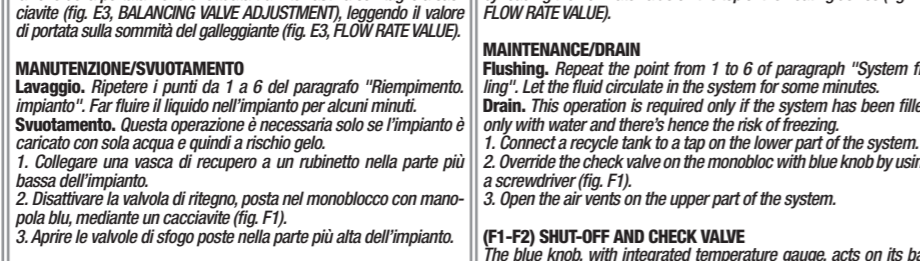 ciavite (fig. E3, BALANCING VALVE ADJUSTMENT), leggendo il valore
di portata sulla sommità del galleggiante (fig. E3, FLOW RATE VALUE).
MANUTENZIONE/SVUOTAMENTO
Lavaggio. Ripetere i punti da 1 a 6 del paragrafo "Riempimento.
impianto". Far fluire il liquido nell'impianto per alcuni minuti.
Svuotamento. Questa operazione è necessaria solo se l'impianto è
caricato con sola acqua e quindi a rischio gelo.
1. Collegare una vasca di recupero a un rubinetto nella parte più
bassa dell'impianto.
2. Disattivare la valvola di ritegno, posta nel monoblocco con mano-
pola blu, mediante un cacciavite (fig. F1).
3. Aprire le valvole di sfogo poste nella parte più alta dell'impianto.
FLOW RATE VALUE).
MAINTENANCE/DRAIN
Flushing. Repeat the point from 1 to 6 of paragraph "System fil
ling". Let the fluid circulate in the system for some minutes.
Drain. This operation is required only if the system has been fille
only with water and there's hence the risk of freezing.
1. Connect a recycle tank to a tap on the lower part of the system.
2. Override the check valve on the monobloc with blue knob by usin
a screwdriver (fig. F1).
3. Open the air vents on the upper part of the system.
(F1-F2) SHUT-OFF AND CHECK VALVE
The blue knob, with integrated temperature gauge, acts on its ba